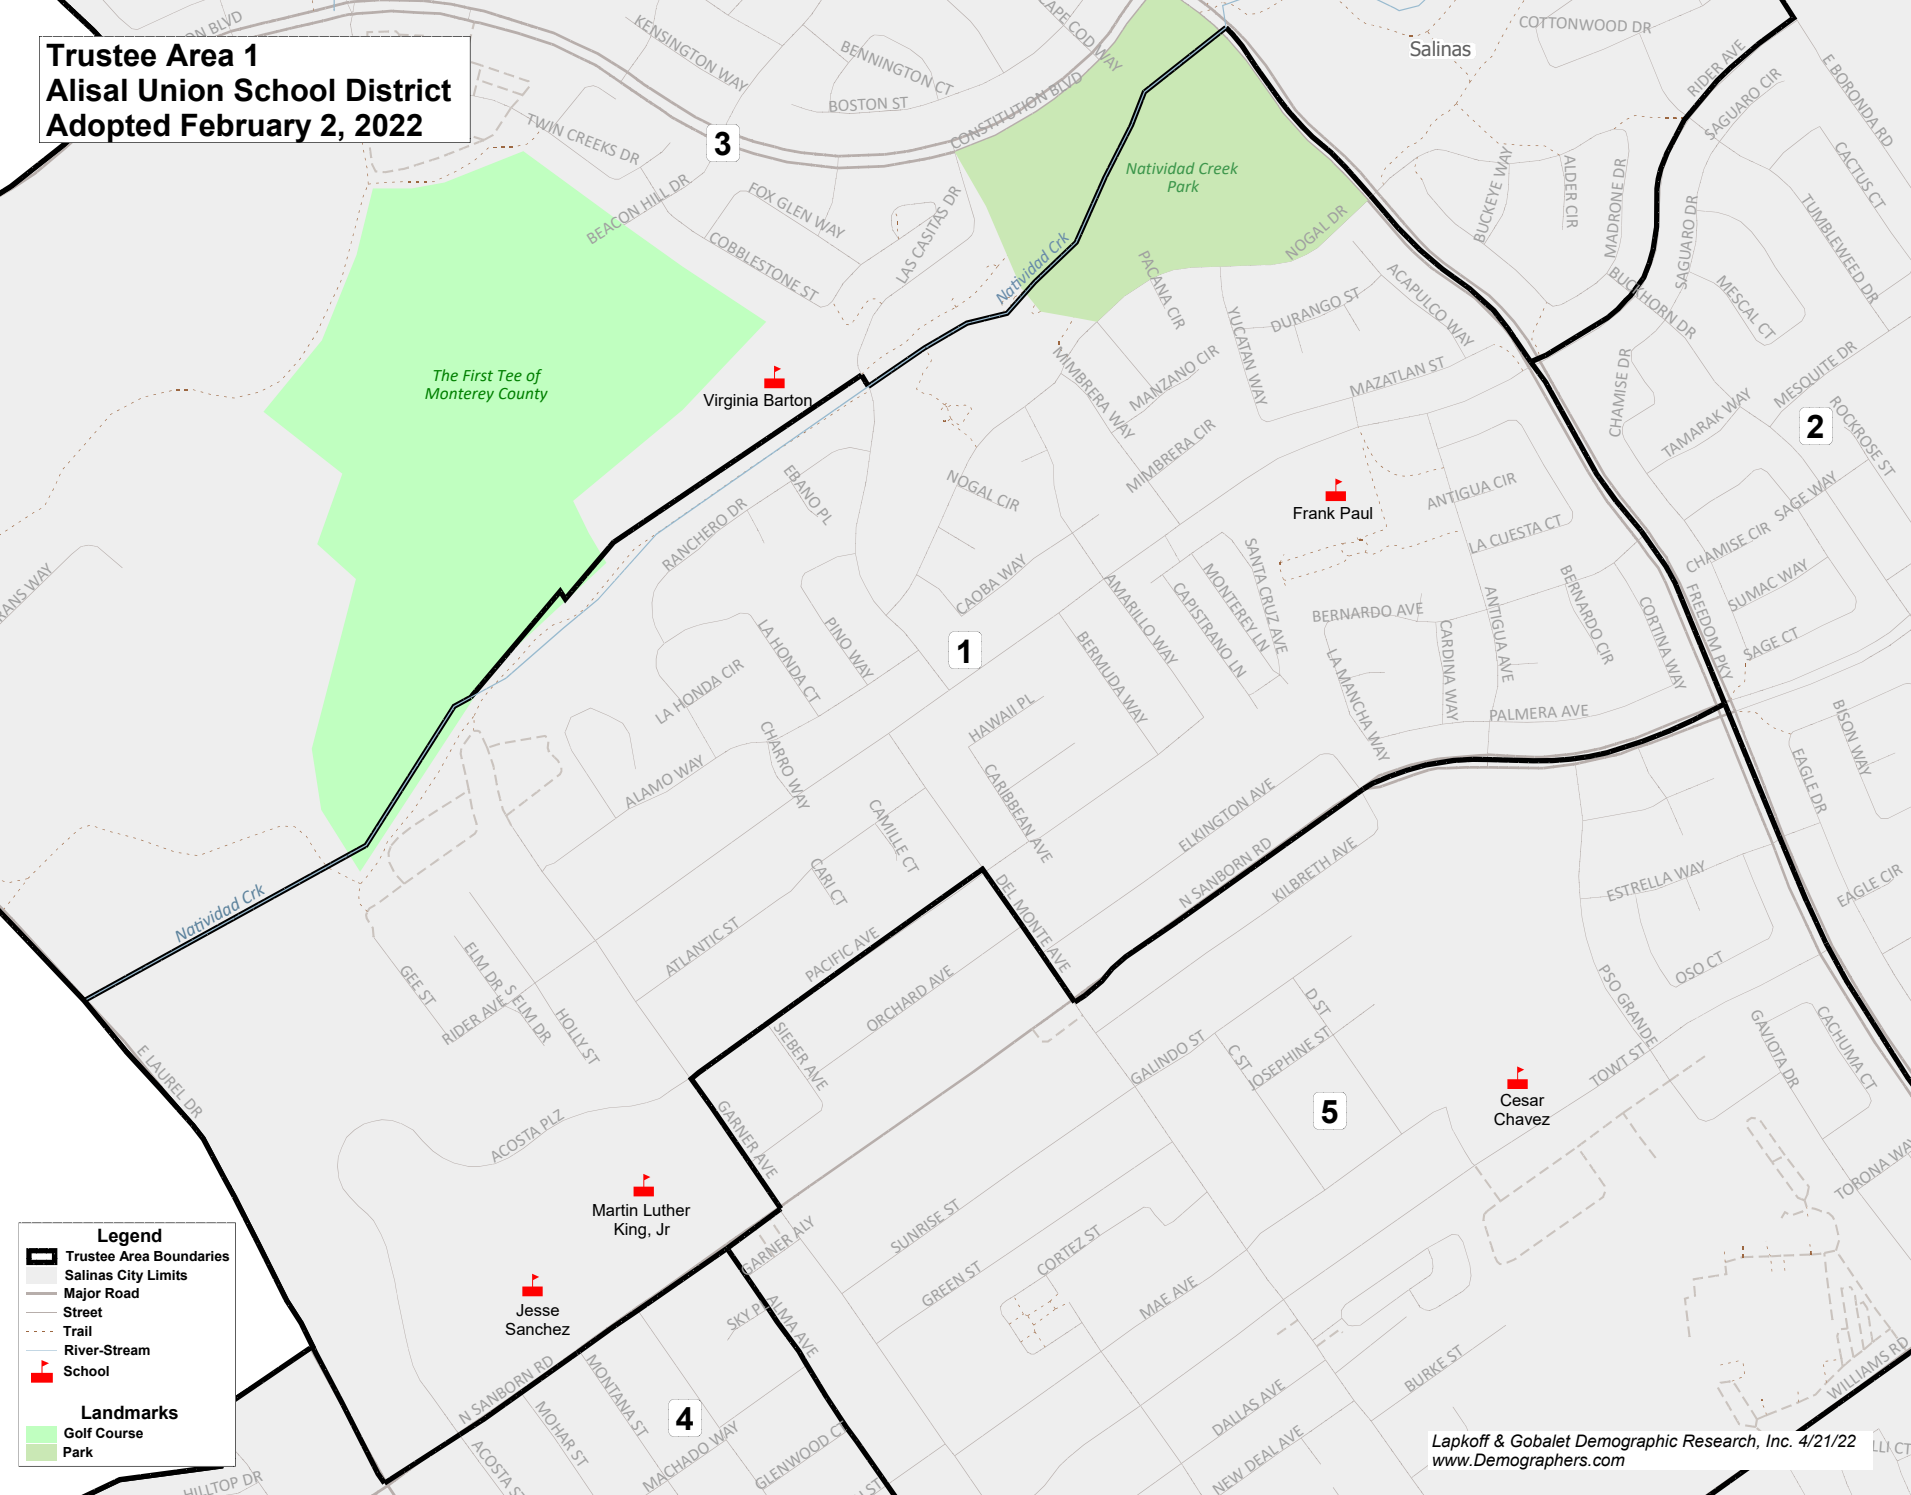 Trustee Area 1
Alisal Union School District
Adopted February 2, 2022
ON BLVD
KENSINGTON WAY
BENNINGTON CT
BOSTON ST
CAPE COD WAY
CONSTITUTION BLVD
Salinas
COTTONWOOD DR
RIDER AVE
E BORONDA RD
SAGUARO CIR
CACTUS CT
TWIN CREEKS DR
3
BEACON HILL DR
FOX GLEN WAY
COBBLESTONE ST
LAS CASITAS DR
Natividad Creek
Park
Natividad Crk
NOGAL DR
BUCKEYE WAY
ALDER CIR
MADRONE DR
SAGUARO DR
TUMBLEWEED DR
BUCKHORN DR
MESCAL CT
PACANA CIR
YUCATAN WAY
DURANGO ST
ACAPULCO WAY
MAZATLAN ST
The First Tee of
Monterey County
Virginia Barton
MIMBRERA WAY
MANZANO CIR
MIMBRERA CIR
CHAMISE DR
TAMARAK WAY
MESQUITE DR
ROCKROSE ST
2
EBANO PL
RANCHERO DR
NOGAL CIR
Frank Paul
ANTIGUA CIR
LA CUESTA CT
SAGE WAY
CHAMISE CIR
SUMAC WAY
SAGE CT
RANS WAY
CAOBA WAY
AMARILLO WAY
CAPISTRANO LN
MONTEREY LN
SANTA CRUZ AVE
BERNARDO AVE
CARDINA WAY
ANTIGUA AVE
BERNARDO CIR
CORTINA WAY
FREEDOM PKY
LA HONDA CIR
LA HONDA CT
PINO WAY
1
BERMUDA WAY
LA MANCHA WAY
PALMERA AVE
BISON WAY
EAGLE DR
HAWAII PL
ALAMO WAY
CHARRO WAY
CARIBBEAN AVE
CAMILLE CT
CARL CT
ELKINGTON AVE
N SANBORN RD
KILBRETH AVE
ESTRELLA WAY
EAGLE CIR
Natividad Crk
ATLANTIC ST
PACIFIC AVE
DEL MONTE AVE
ORCHARD AVE
GEE ST
ELM DR
S ELM DR
RIDER AVE
HOLLY ST
E LAUREL DR
SIEBER AVE
OSO CT
PSO GRANDE
D ST
C ST
JOSEPHINE ST
GALINDO ST
TOWT ST
GAVIOTA DR
CACHUMA CT
Cesar
Chavez
5
ACOSTA PLZ
GARNER AVE
TORONA WAY
Martin Luther
King, Jr
SUNRISE ST
GARNER ALY
CORTEZ ST
GREEN ST
MAE AVE
SKY PL
ALMA AVE
Jesse
Sanchez
N SANBORN RD
MONTANA ST
MOHAR ST
ACOSTA S
MACHADO WAY
GLENWOOD CT
4
BURKE ST
DALLAS AVE
NEW DEAL AVE
WILLIAMS RD
HILLTOP DR
LLI CT
Legend
Trustee Area Boundaries
Salinas City Limits
Major Road
Street
Trail
River-Stream
School
Landmarks
Golf Course
Park
Lapkoff & Gobalet Demographic Research, Inc. 4/21/22
www.Demographers.com